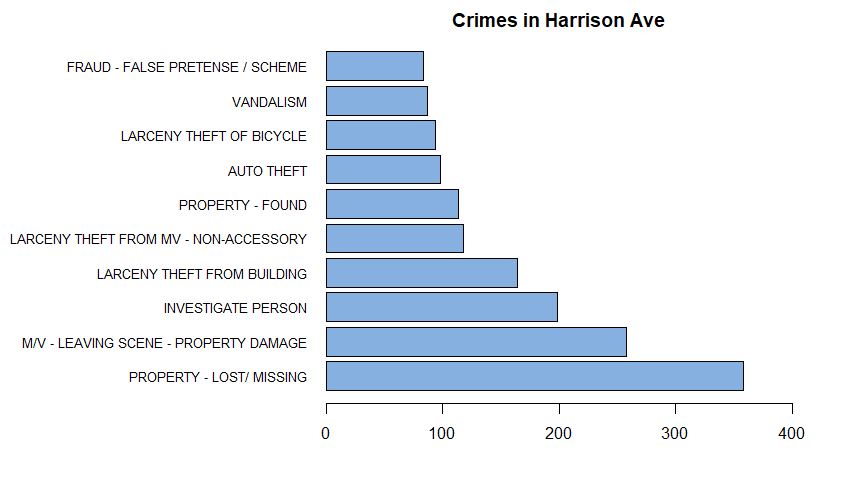 Crimes in Harrison Ave
FRAUD - FALSE PRETENSE / SCHEME
VANDALISM
LARCENY THEFT OF BICYCLE
AUTO THEFT
PROPERTY - FOUND
LARCENY THEFT FROM MV - NON-ACCESSORY
LARCENY THEFT FROM BUILDING
INVESTIGATE PERSON
M/V - LEAVING SCENE - PROPERTY DAMAGE
PROPERTY - LOST/ MISSING
0 100 200 300 400